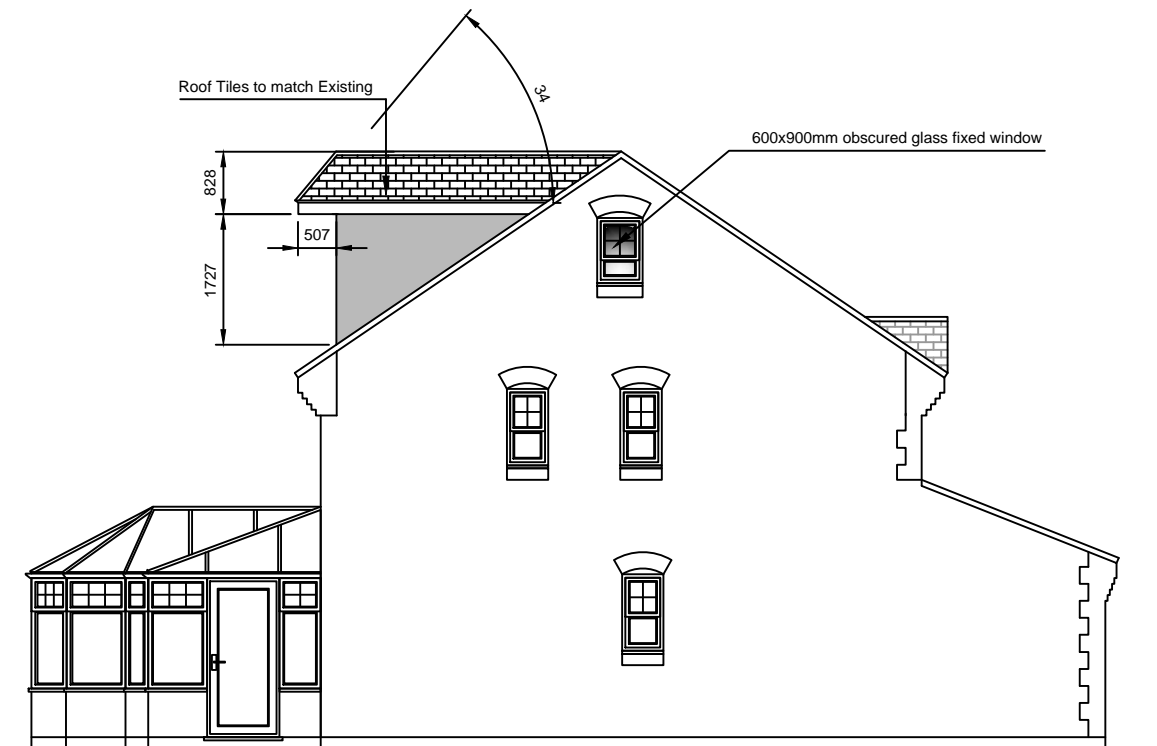 Roof Tiles to match Existing
34
600x900mm obscured glass fixed window
828
507
1727